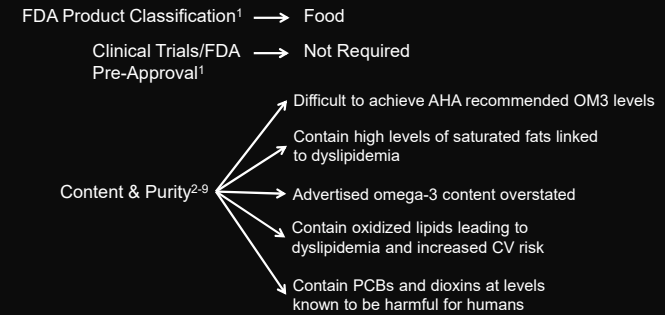 FDA Product Classification¹ → Food
Clinical Trials/FDA → Not Required
Pre-Approval¹
Difficult to achieve AHA recommended OM3 levels
Contain high levels of saturated fats linked
to dyslipidemia
Content & Purity²⁻⁹
Advertised omega-3 content overstated
Contain oxidized lipids leading to
dyslipidemia and increased CV risk
Contain PCBs and dioxins at levels
known to be harmful for humans